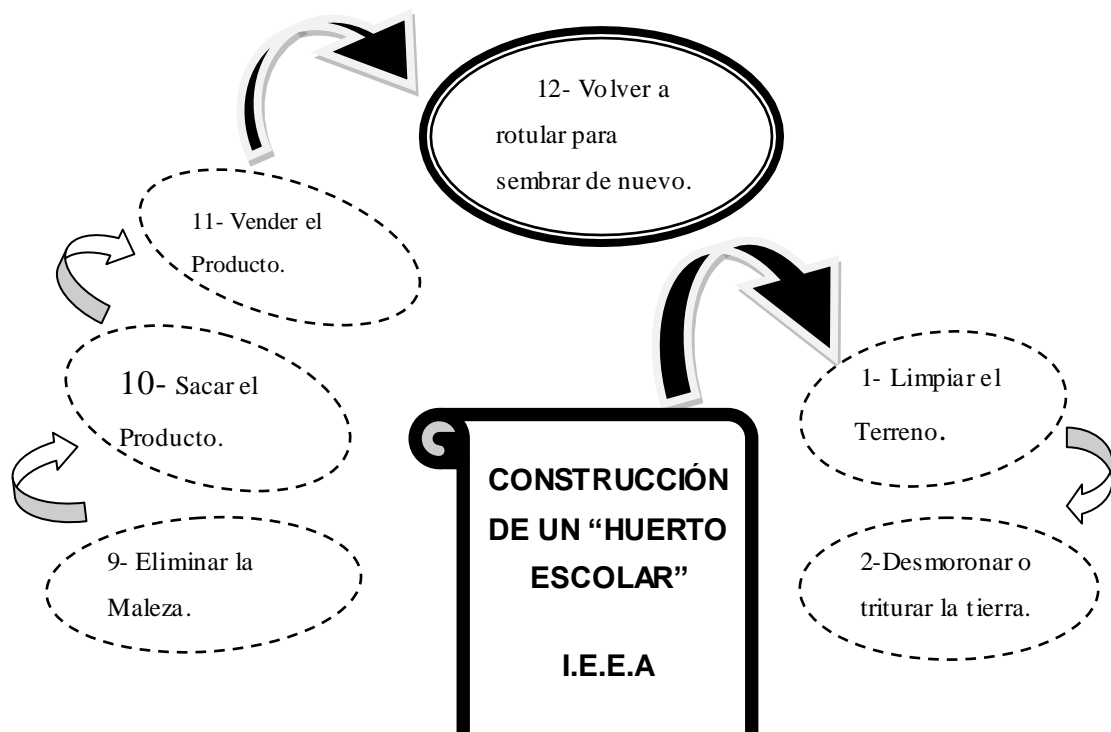 12- Volver a
rotular para
sembrar de nuevo.
11- Vender el
Producto.
10- Sacar el
Producto.
9- Eliminar la
Maleza.
CONSTRUCCIÓN
DE UN “HUERTO
ESCOLAR”
I.E.E.A
1- Limpiar el
Terreno.
2-Desmoronar o
triturar la tierra.